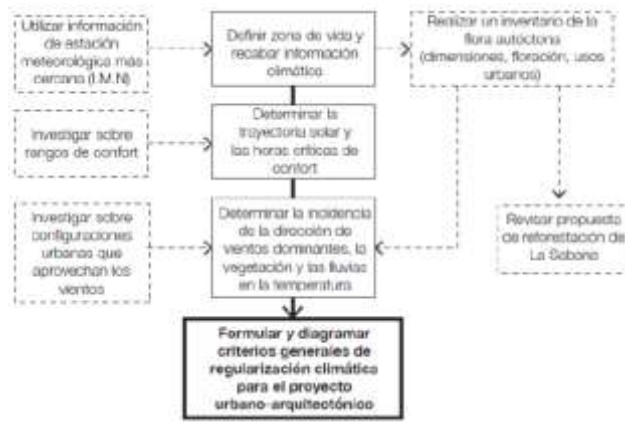 Utilizar información
de estación
meteorológica más
cercana (I.M.N)
Definir zona de vida y
recabar información
climática
Realizar un inventario de la
flora autóctona
(dimensiones, floración, usos
urbanos)
Investigar sobre
rangos de confort
Determinar la
trayectoria solar y
las horas críticas de
confort
Investigar sobre
configuraciones
urbanas que
aprovechan los
vientos
Determinar la incidencia
de la dirección de
vientos dominantes, la
vegetación y las lluvias
en la temperatura
Revisar propuesta
de reforestación de
La Sabana
Formular y diagramar
criterios generales de
regularización climática
para el proyecto
urbano-arquitectónico